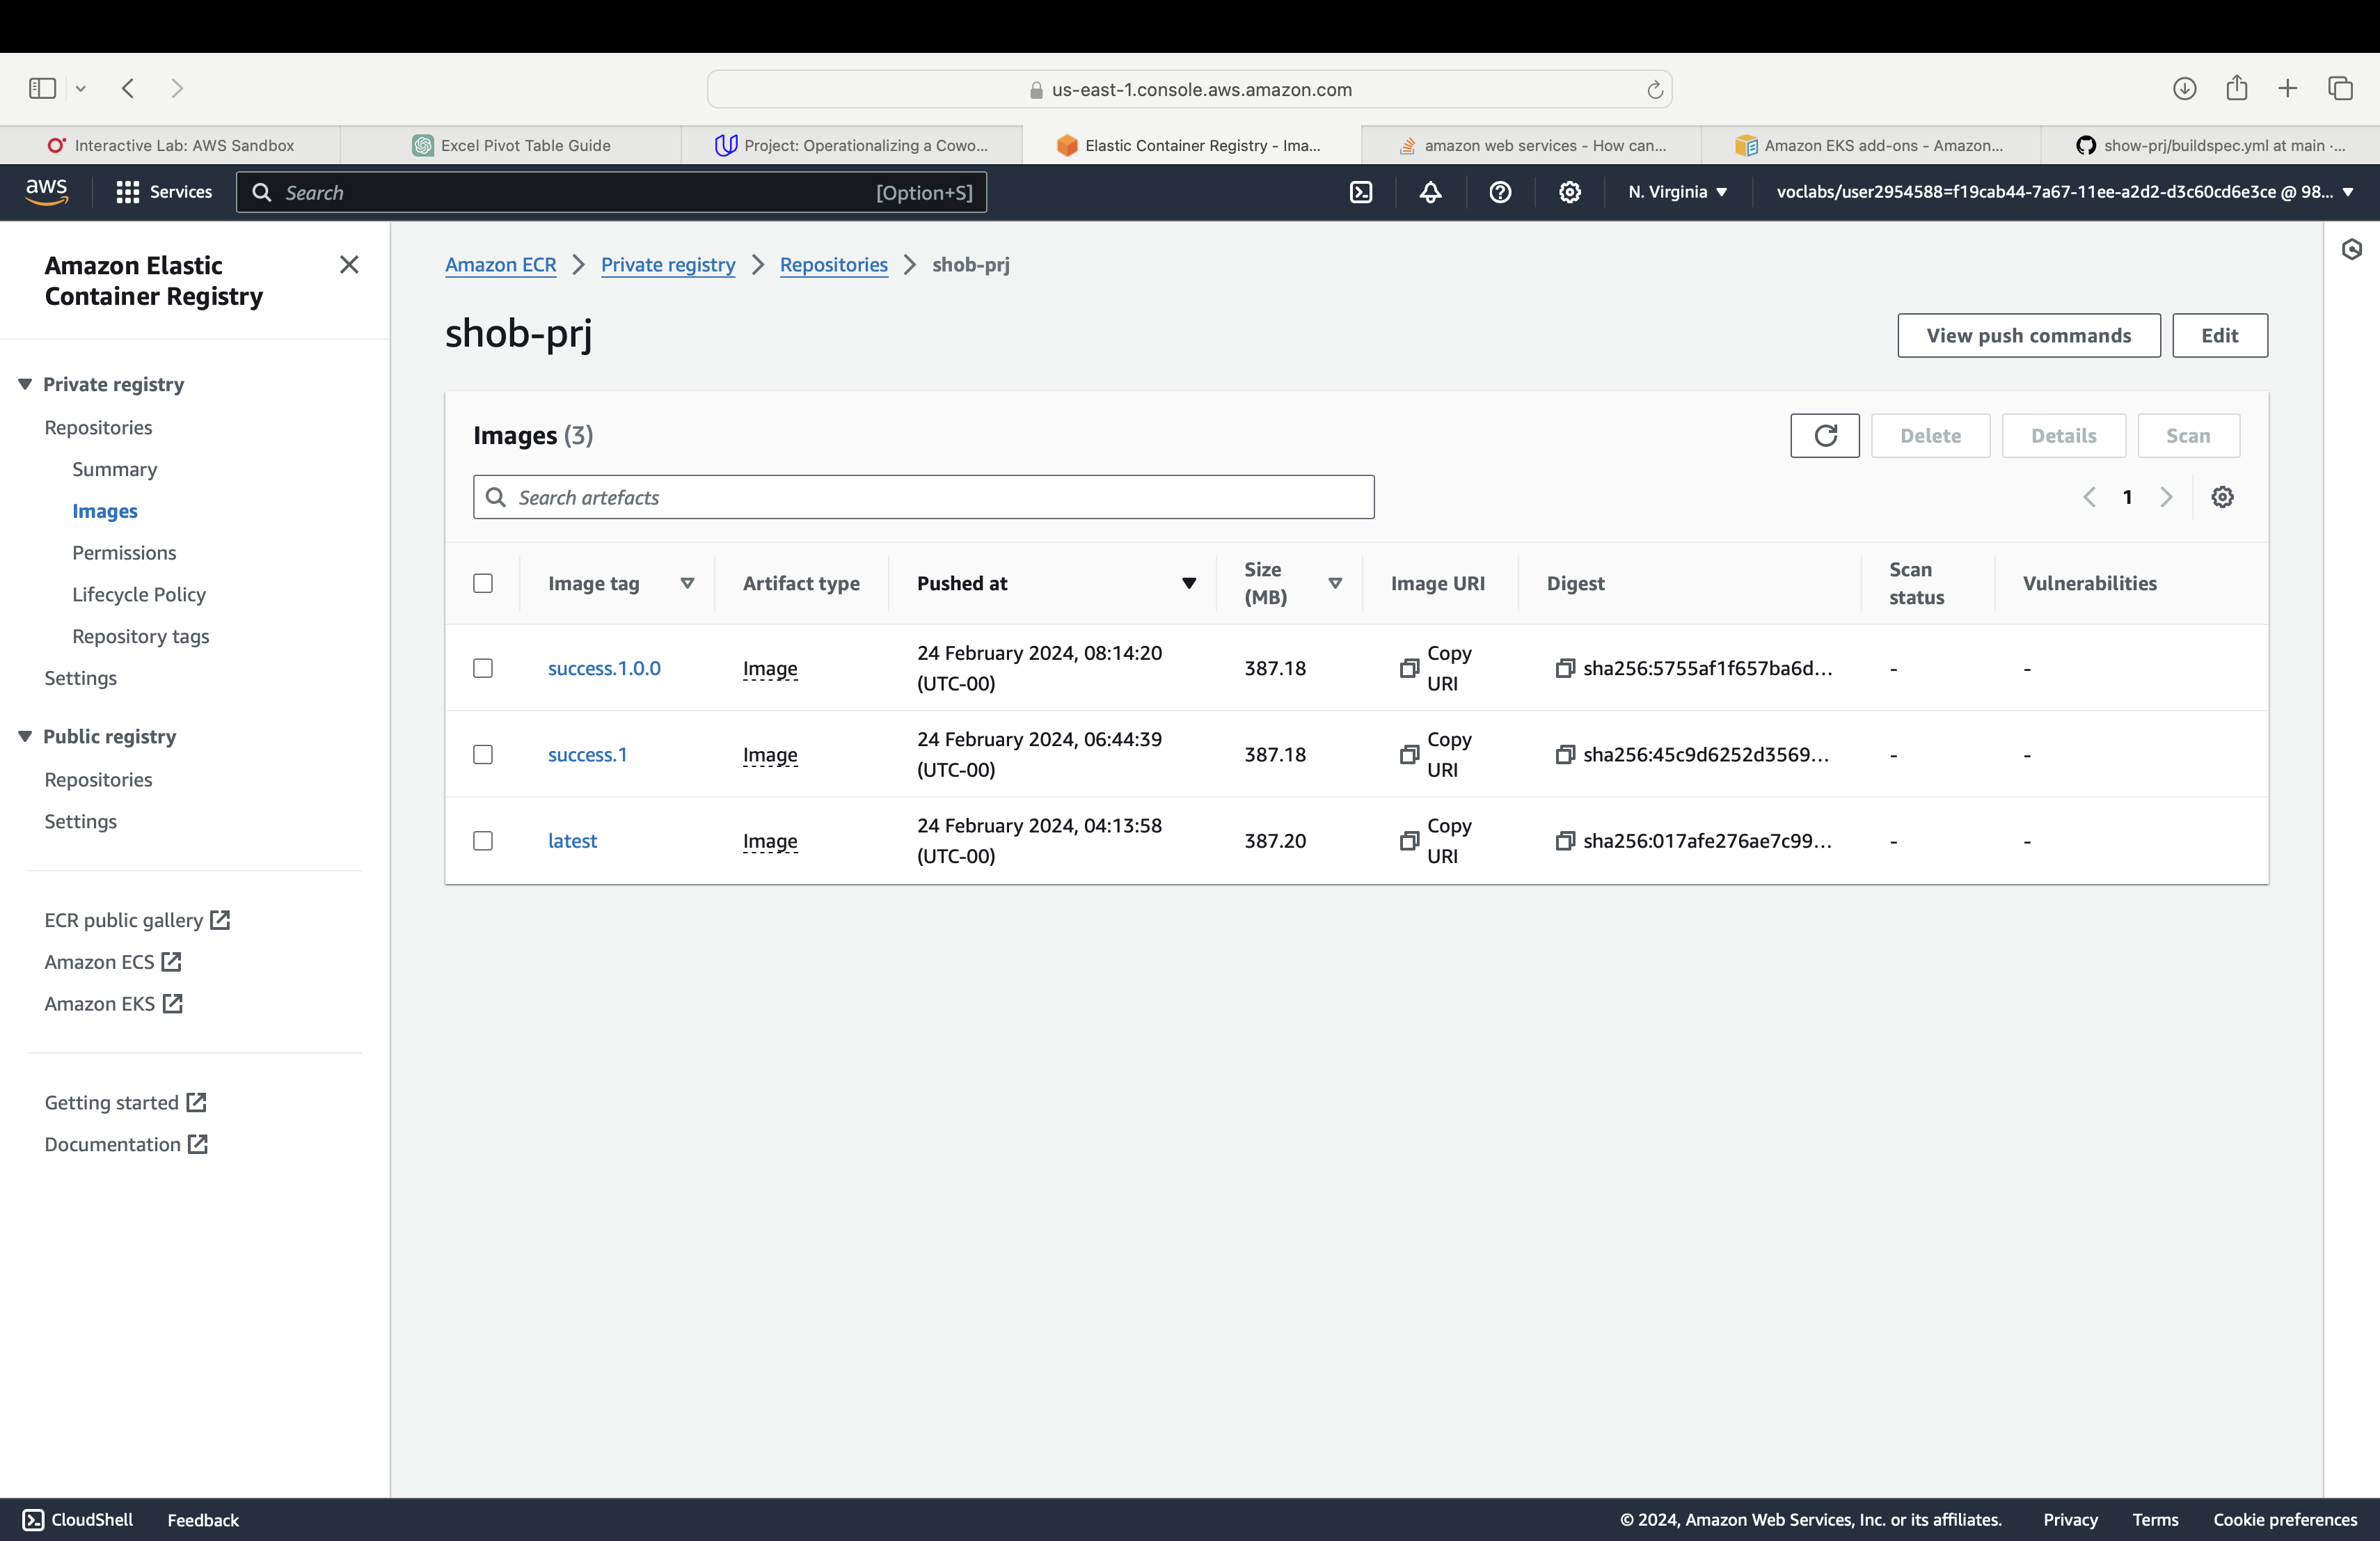 us-east-1.console.aws.amazon.com
Interactive Lab: AWS Sandbox
Excel Pivot Table Guide
Project: Operationalizing a Cowo...
Elastic Container Registry - Ima...
amazon web services - How can...
Amazon EKS add-ons - Amazon...
show-prj/buildspec.yml at main ·...
aws
Services
Search
[Option+S]
N. Virginia
voclabs/user2954588=f19cab44-7a67-11ee-a2d2-d3c60cd6e3ce @ 98...
Amazon Elastic
Container Registry
Private registry
Repositories
Summary
Images
Permissions
Lifecycle Policy
Repository tags
Settings
Public registry
Repositories
Settings
ECR public gallery
Amazon ECS
Amazon EKS
Getting started
Documentation
Amazon ECR
Private registry
Repositories
shob-prj
shob-prj
View push commands
Edit
Images (3)
Delete
Details
Scan
Search artefacts
1
Image tag
Artifact type
Pushed at
Size
(MB)
Image URI
Digest
Scan
status
Vulnerabilities
success.1.0.0
Image
24 February 2024, 08:14:20
(UTC-00)
387.18
Copy
URI
sha256:5755af1f657ba6d...
-
-
success.1
Image
24 February 2024, 06:44:39
(UTC-00)
387.18
Copy
URI
sha256:45c9d6252d3569...
-
-
latest
Image
24 February 2024, 04:13:58
(UTC-00)
387.20
Copy
URI
sha256:017afe276ae7c99...
-
-
CloudShell
Feedback
© 2024, Amazon Web Services, Inc. or its affiliates.
Privacy
Terms
Cookie preferences